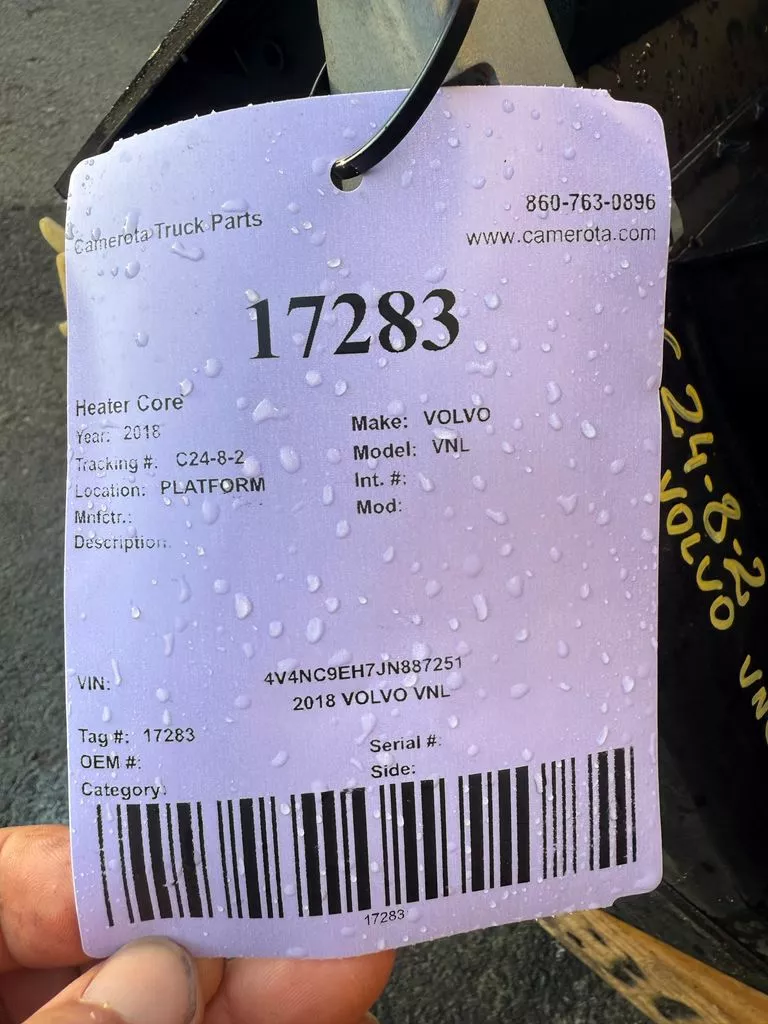 Camerota Truck Parts
860-763-0896
www.camerota.com
17283
Heater Core
Year: 2018
Tracking #: C24-8-2
Location: PLATFORM
Mnfctr.:
Description:
Make: VOLVO
Model: VNL
Int. #:
Mod:
VIN: 4V4NC9EH7JN887251
2018 VOLVO VNL
Tag #: 17283
OEM #:
Category:
Serial #:
Side:
17283
C24-8-2
VOLVO